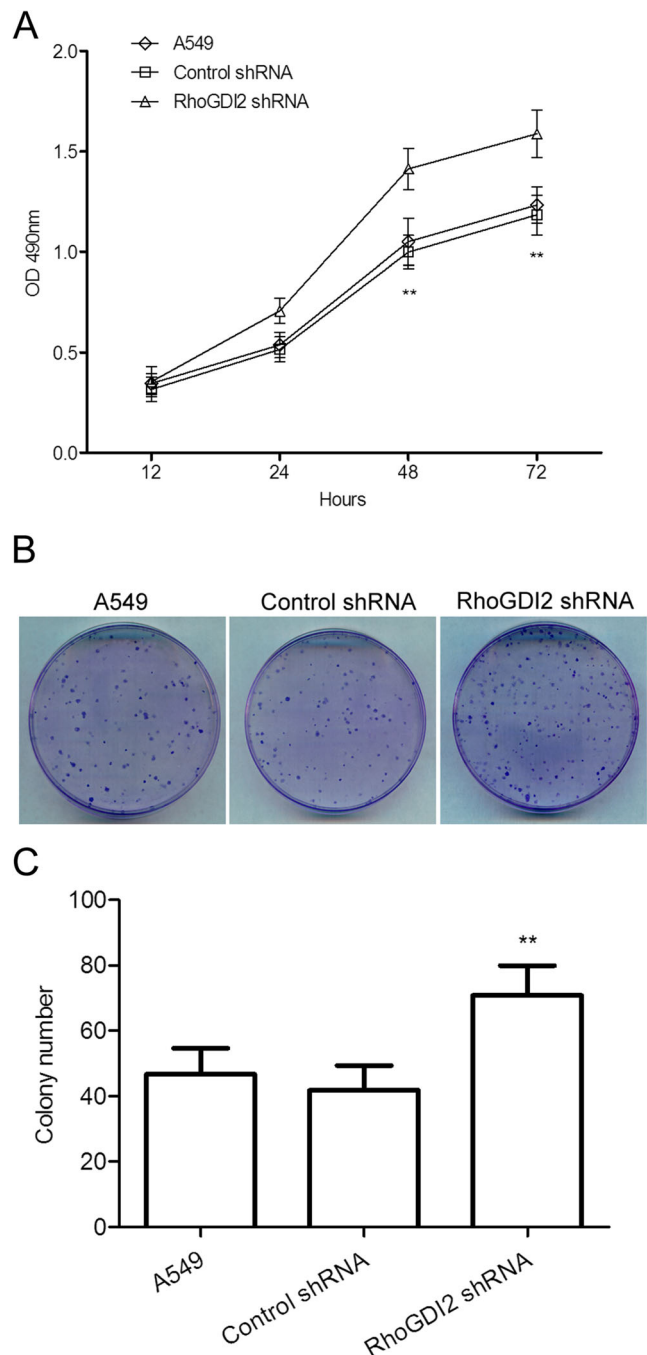 A
A549
Control shRNA
RhoGDI2 shRNA
2.0
1.5
1.0
0.5
0.0
OD 490nm
**
**
12 24 48 72
Hours
B
A549 Control shRNA RhoGDI2 shRNA
C
100
80
60
40
20
0
Colony number
**
A549
Control shRNA
RhoGDI2 shRNA